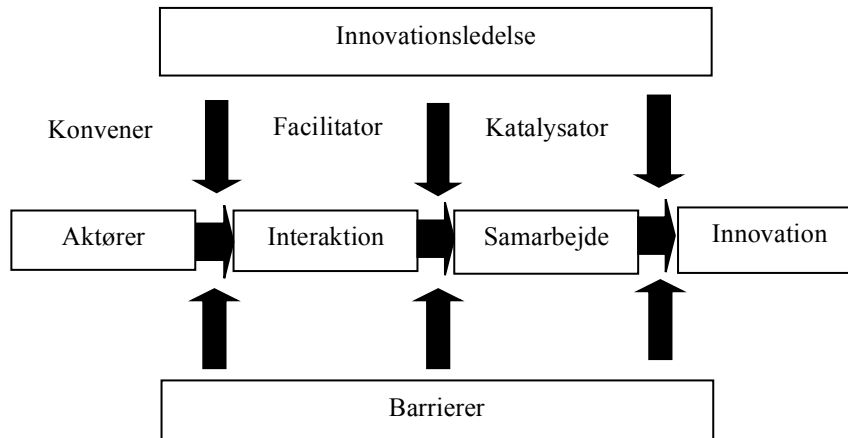 Innovationsledelse
Konvener Facilitator Katalysator
Aktører Interaktion Samarbejde Innovation
Barrierer